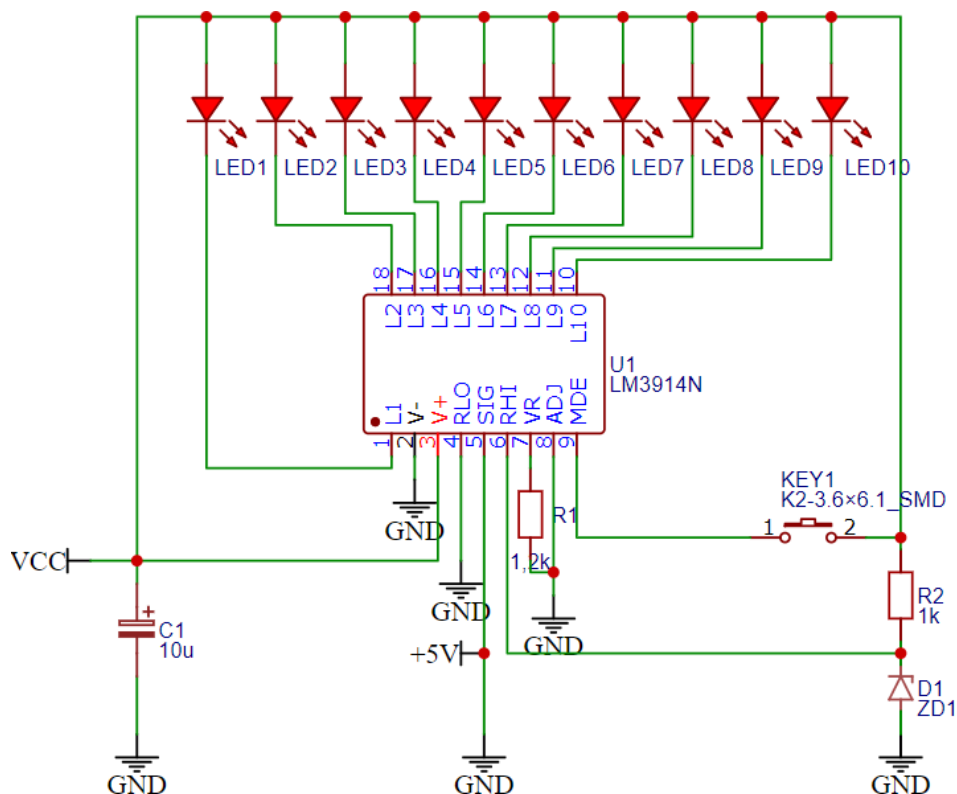 LED1
LED2
LED3
LED4
LED5
LED6
LED7
LED8
LED9
LED10
18
17
16
15
14
13
12
11
10
L2
L3
L4
L5
L6
L7
L8
L9
L10
U1
LM3914N
L1
V-
V+
RLO
SIG
RHI
VR
ADJ
MDE
1
2
3
4
5
6
7
8
9
KEY1
K2-3.6×6.1_SMD
1
2
GND
R1
1,2k
VCC
GND
R2
1k
C1
10u
GND
+5V
D1
ZD1
GND
GND
GND